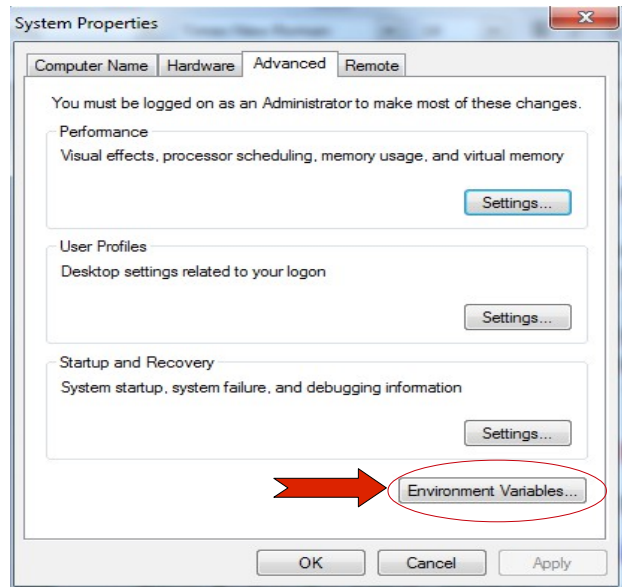 System Properties
Computer Name Hardware Advanced Remote
You must be logged on as an Administrator to make most of these changes.
Performance
Visual effects, processor scheduling, memory usage, and virtual memory
Settings...
User Profiles
Desktop settings related to your logon
Settings...
Startup and Recovery
System startup, system failure, and debugging information
Settings...
Environment Variables...
OK Cancel Apply